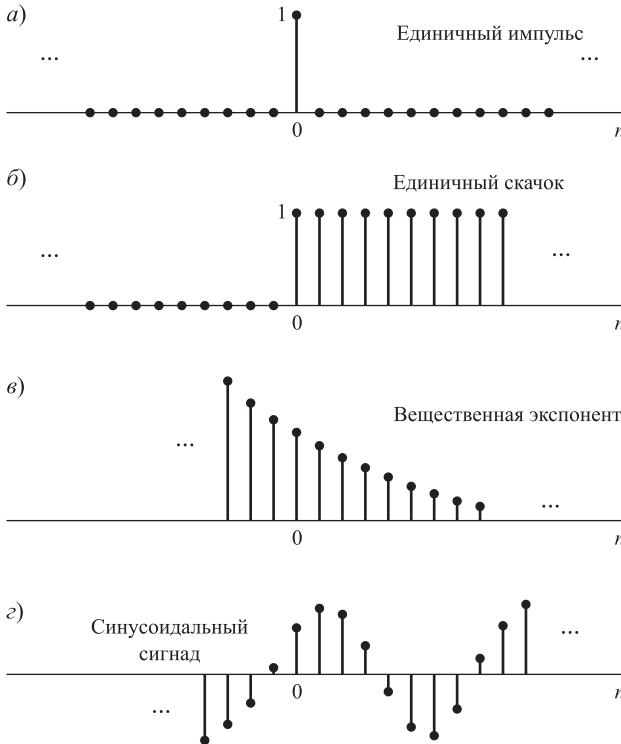 а)
1
Единичный импульс
...
...
0
n
б)
Единичный скачок
1
...
...
0
n
в)
Вещественная экспонент
...
...
0
n
г)
Синусоидальный
сигнад
...
...
0
n